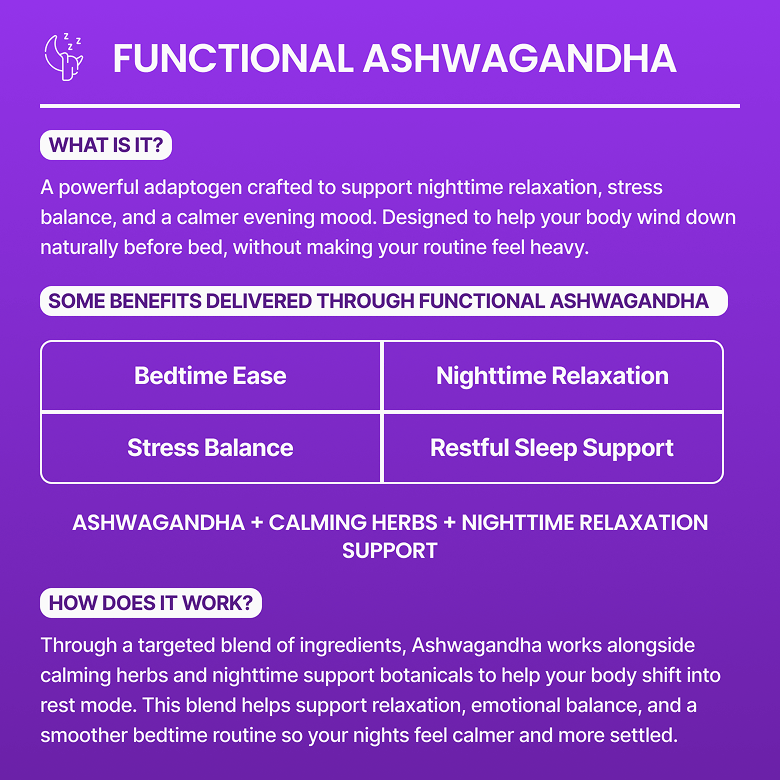 z
z z
z
FUNCTIONAL ASHWAGANDHA
WHAT IS IT?
A powerful adaptogen crafted to support nighttime relaxation, stress
balance, and a calmer evening mood. Designed to help your body wind down
naturally before bed, without making your routine feel heavy.
SOME BENEFITS DELIVERED THROUGH FUNCTIONAL ASHWAGANDHA
Bedtime Ease
Nighttime Relaxation
Stress Balance
Restful Sleep Support
ASHWAGANDHA + CALMING HERBS + NIGHTTIME RELAXATION
SUPPORT
HOW DOES IT WORK?
Through a targeted blend of ingredients, Ashwagandha works alongside
calming herbs and nighttime support botanicals to help your body shift into
rest mode. This blend helps support relaxation, emotional balance, and a
smoother bedtime routine so your nights feel calmer and more settled.